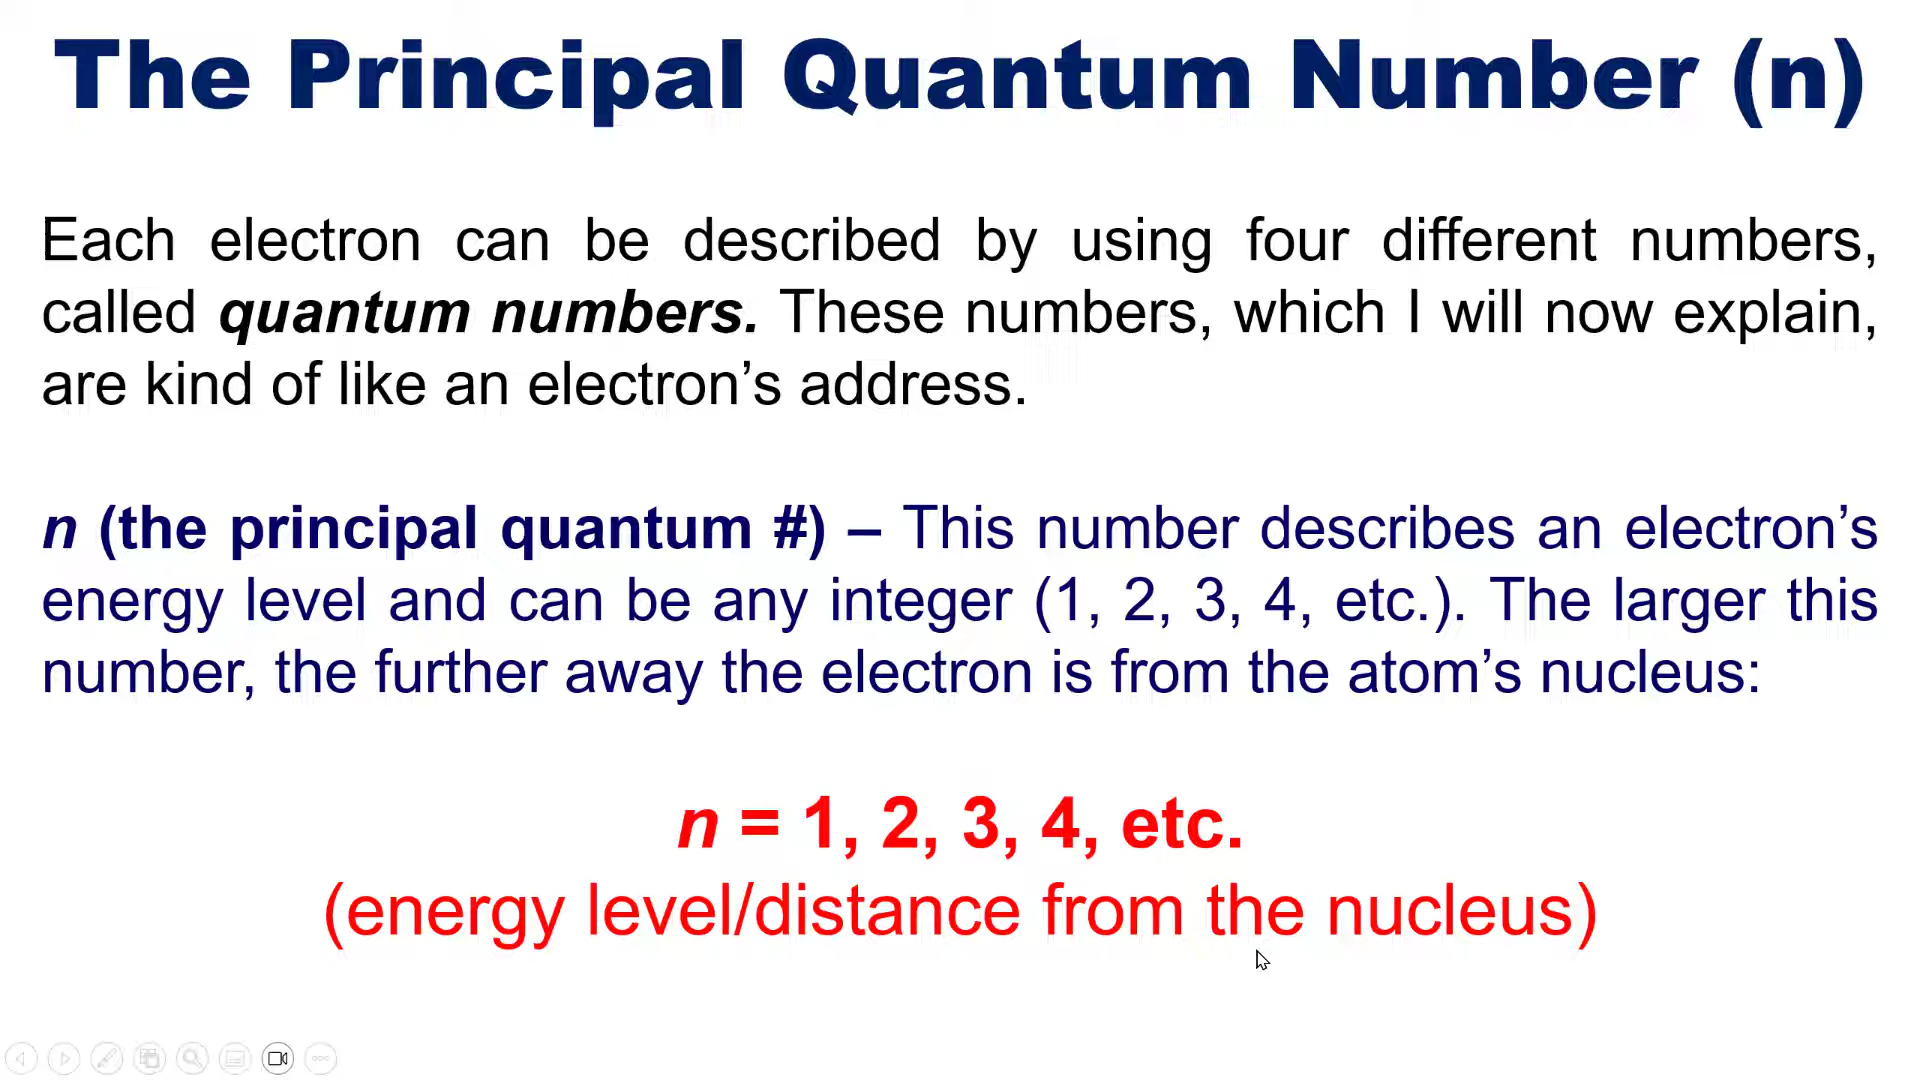 The Principal Quantum Number (n)
Each electron can be described by using four different numbers,
called quantum numbers. These numbers, which I will now explain,
are kind of like an electron’s address.
n (the principal quantum #) – This number describes an electron’s
energy level and can be any integer (1, 2, 3, 4, etc.). The larger this
number, the further away the electron is from the atom’s nucleus:
n = 1, 2, 3, 4, etc.
(energy level/distance from the nucleus)